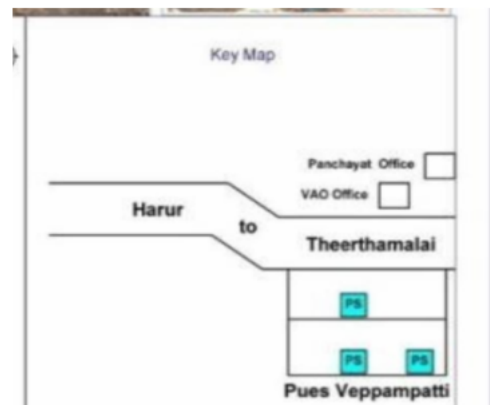 Key Map
Panchayat Office
VAO Office
Harur
to
Theerthamalai
PS
PS PS
Pues Veppampatti